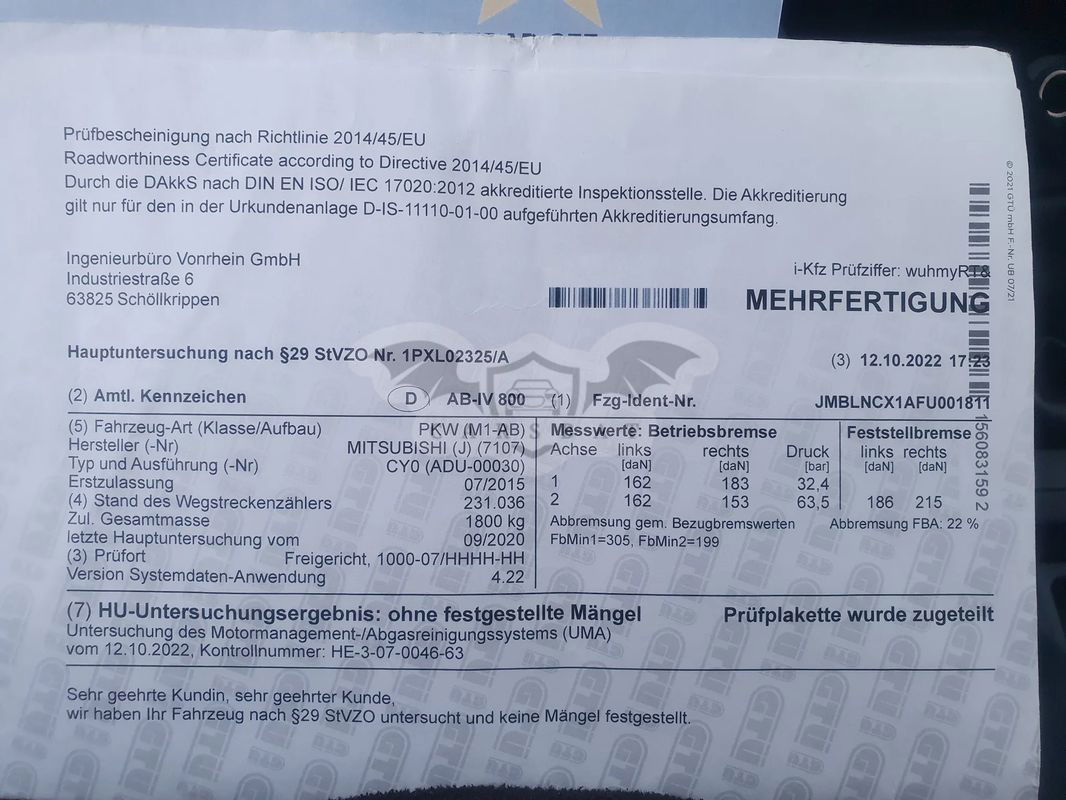 Prüfbescheinigung nach Richtlinie 2014/45/EU
Roadworthiness Certificate according to Directive 2014/45/EU
Durch die DAkkS nach DIN EN ISO/ IEC 17020:2012 akkreditierte Inspektionsstelle. Die Akkreditierung
gilt nur für den in der Urkundenanlage D-IS-11110-01-00 aufgeführten Akkreditierungsumfang.
© 2021 GTÜ mbH F.-Nr. UB 07/21
Ingenieurbüro Vonrhein GmbH
Industriestraße 6
63825 Schöllkrippen
i-Kfz Prüfziffer: wuhmyRT&
MEHRFERTIGUNG
Hauptuntersuchung nach §29 StVZO Nr. 1PXL02325/A
(3) 12.10.2022 17:23
(2) Amtl. Kennzeichen D AB-IV 800 (1) Fzg-Ident-Nr. JMBLNCX1AFU001811
156083159 2
(5) Fahrzeug-Art (Klasse/Aufbau) PKW (M1-AB)
Hersteller (-Nr) MITSUBISHI (J) (7107)
Typ und Ausführung (-Nr) CY0 (ADU-00030)
Erstzulassung 07/2015
(4) Stand des Wegstreckenzählers 231.036
Zul. Gesamtmasse 1800 kg
letzte Hauptuntersuchung vom 09/2020
(3) Prüfort Freigericht, 1000-07/HHHH-HH
Version Systemdaten-Anwendung 4.22
Messwerte: Betriebsbremse Feststellbremse
Achse links rechts Druck links rechts
[daN] [daN] [bar] [daN] [daN]
1 162 183 32,4
2 162 153 63,5 186 215
Abbremsung gem. Bezugbremswerten Abbremsung FBA: 22 %
FbMin1=305, FbMin2=199
(7) HU-Untersuchungsergebnis: ohne festgestellte Mängel Prüfplakette wurde zugeteilt
Untersuchung des Motormanagement-/Abgasreinigungssystems (UMA)
vom 12.10.2022, Kontrollnummer: HE-3-07-0046-63
Sehr geehrte Kundin, sehr geehrter Kunde,
wir haben Ihr Fahrzeug nach §29 StVZO untersucht und keine Mängel festgestellt.
GTÜ